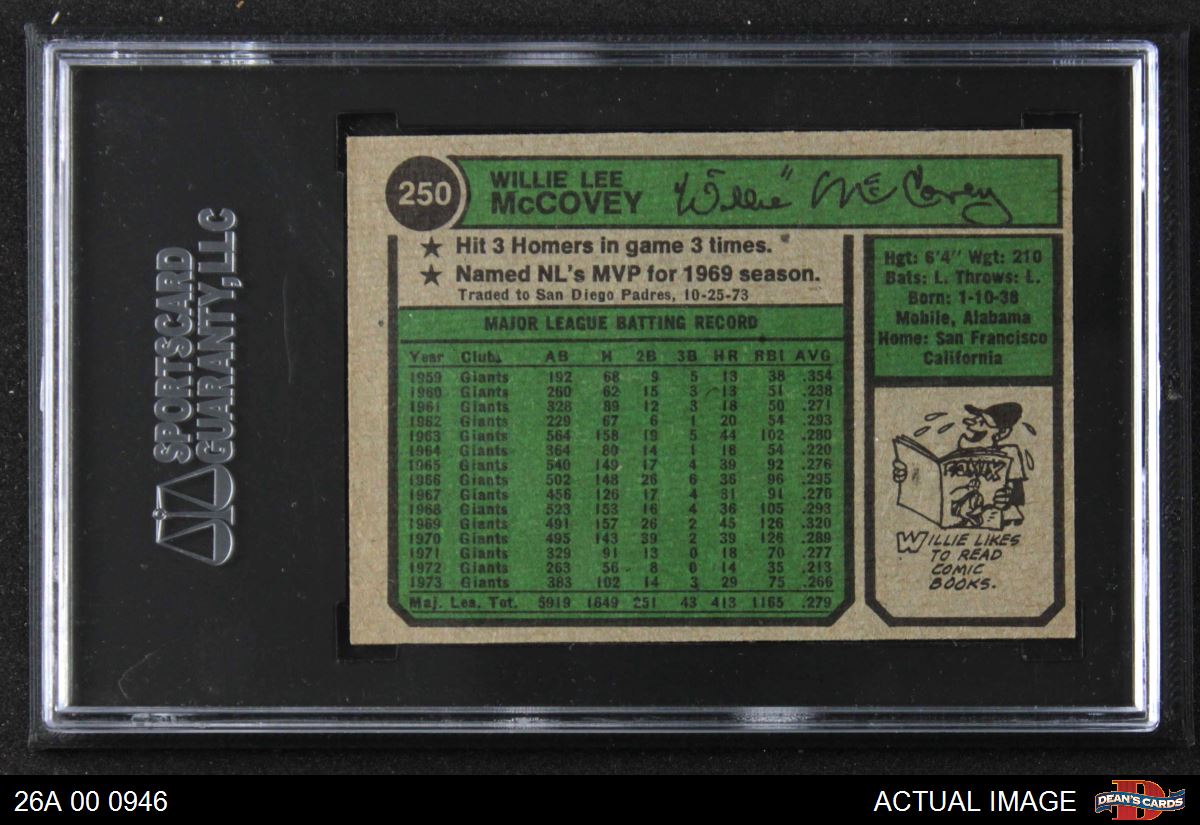 SPORTSCARD
GUARANTY,LLC
250
WILLIE LEE
McCOVEY
"Willie" McCovey
★ Hit 3 Homers in game 3 times.
★ Named NL's MVP for 1969 season.
Traded to San Diego Padres, 10-25-73
MAJOR LEAGUE BATTING RECORD
Year Club AB H 2B 3B HR RBI AVG
1959 Giants 192 68 9 5 13 38 .354
1960 Giants 260 62 15 3 13 51 .238
1961 Giants 328 89 12 3 18 50 .271
1962 Giants 229 67 6 1 20 54 .293
1963 Giants 564 158 19 5 44 102 .280
1964 Giants 364 80 14 1 18 54 .220
1965 Giants 540 149 17 4 39 92 .276
1966 Giants 502 148 26 6 36 96 .295
1967 Giants 456 126 17 4 31 91 .276
1968 Giants 523 153 16 4 36 105 .293
1969 Giants 491 157 26 2 45 126 .320
1970 Giants 495 143 39 2 39 126 .289
1971 Giants 329 91 13 0 18 70 .277
1972 Giants 263 56 8 0 14 35 .213
1973 Giants 383 102 14 3 29 75 .266
Maj. Lea. Tot. 5919 1649 251 43 413 1165 .279
Hgt: 6'4" Wgt: 210
Bats: L. Throws: L.
Born: 1-10-38
Mobile, Alabama
Home: San Francisco
California
COMIX
WILLIE LIKES
TO READ
COMIC
BOOKS.
26A 00 0946
ACTUAL IMAGE
D
DEAN'S CARDS